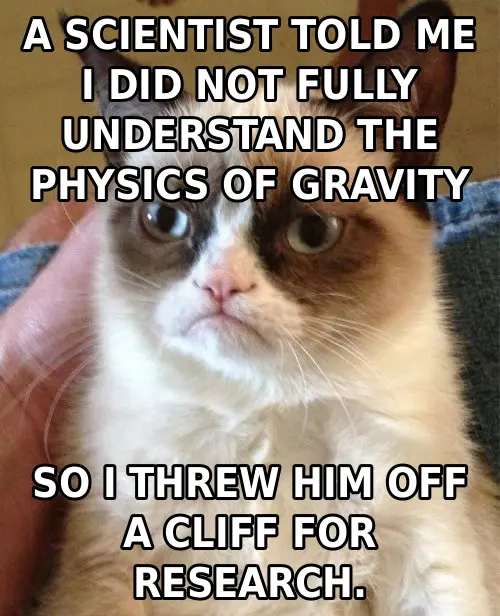 A SCIENTIST TOLD ME
I DID NOT FULLY
UNDERSTAND THE
PHYSICS OF GRAVITY
SO I THREW HIM OFF
A CLIFF FOR
RESEARCH.